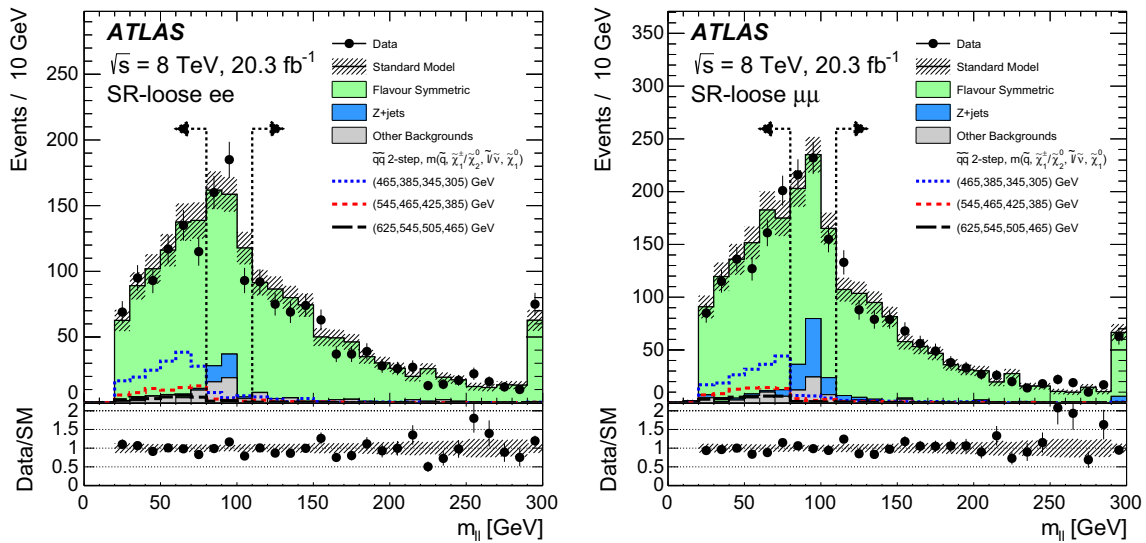 ATLAS
√s = 8 TeV, 20.3 fb⁻¹
SR-loose ee
Data
Standard Model
Flavour Symmetric
Z+jets
Other Backgrounds
q̃q̃ 2-step, m(q̃, χ̃₁±/χ̃₂⁰, l̃/ν̃, χ̃₁⁰)
(465,385,345,305) GeV
(545,465,425,385) GeV
(625,545,505,465) GeV
Events / 10 GeV
250
200
150
100
50
0
Data/SM
2
1.5
1
0.5
0
0 50 100 150 200 250 300
m_ll [GeV]
ATLAS
√s = 8 TeV, 20.3 fb⁻¹
SR-loose μμ
Data
Standard Model
Flavour Symmetric
Z+jets
Other Backgrounds
q̃q̃ 2-step, m(q̃, χ̃₁±/χ̃₂⁰, l̃/ν̃, χ̃₁⁰)
(465,385,345,305) GeV
(545,465,425,385) GeV
(625,545,505,465) GeV
Events / 10 GeV
350
300
250
200
150
100
50
0
Data/SM
2
1.5
1
0.5
0
0 50 100 150 200 250 300
m_ll [GeV]